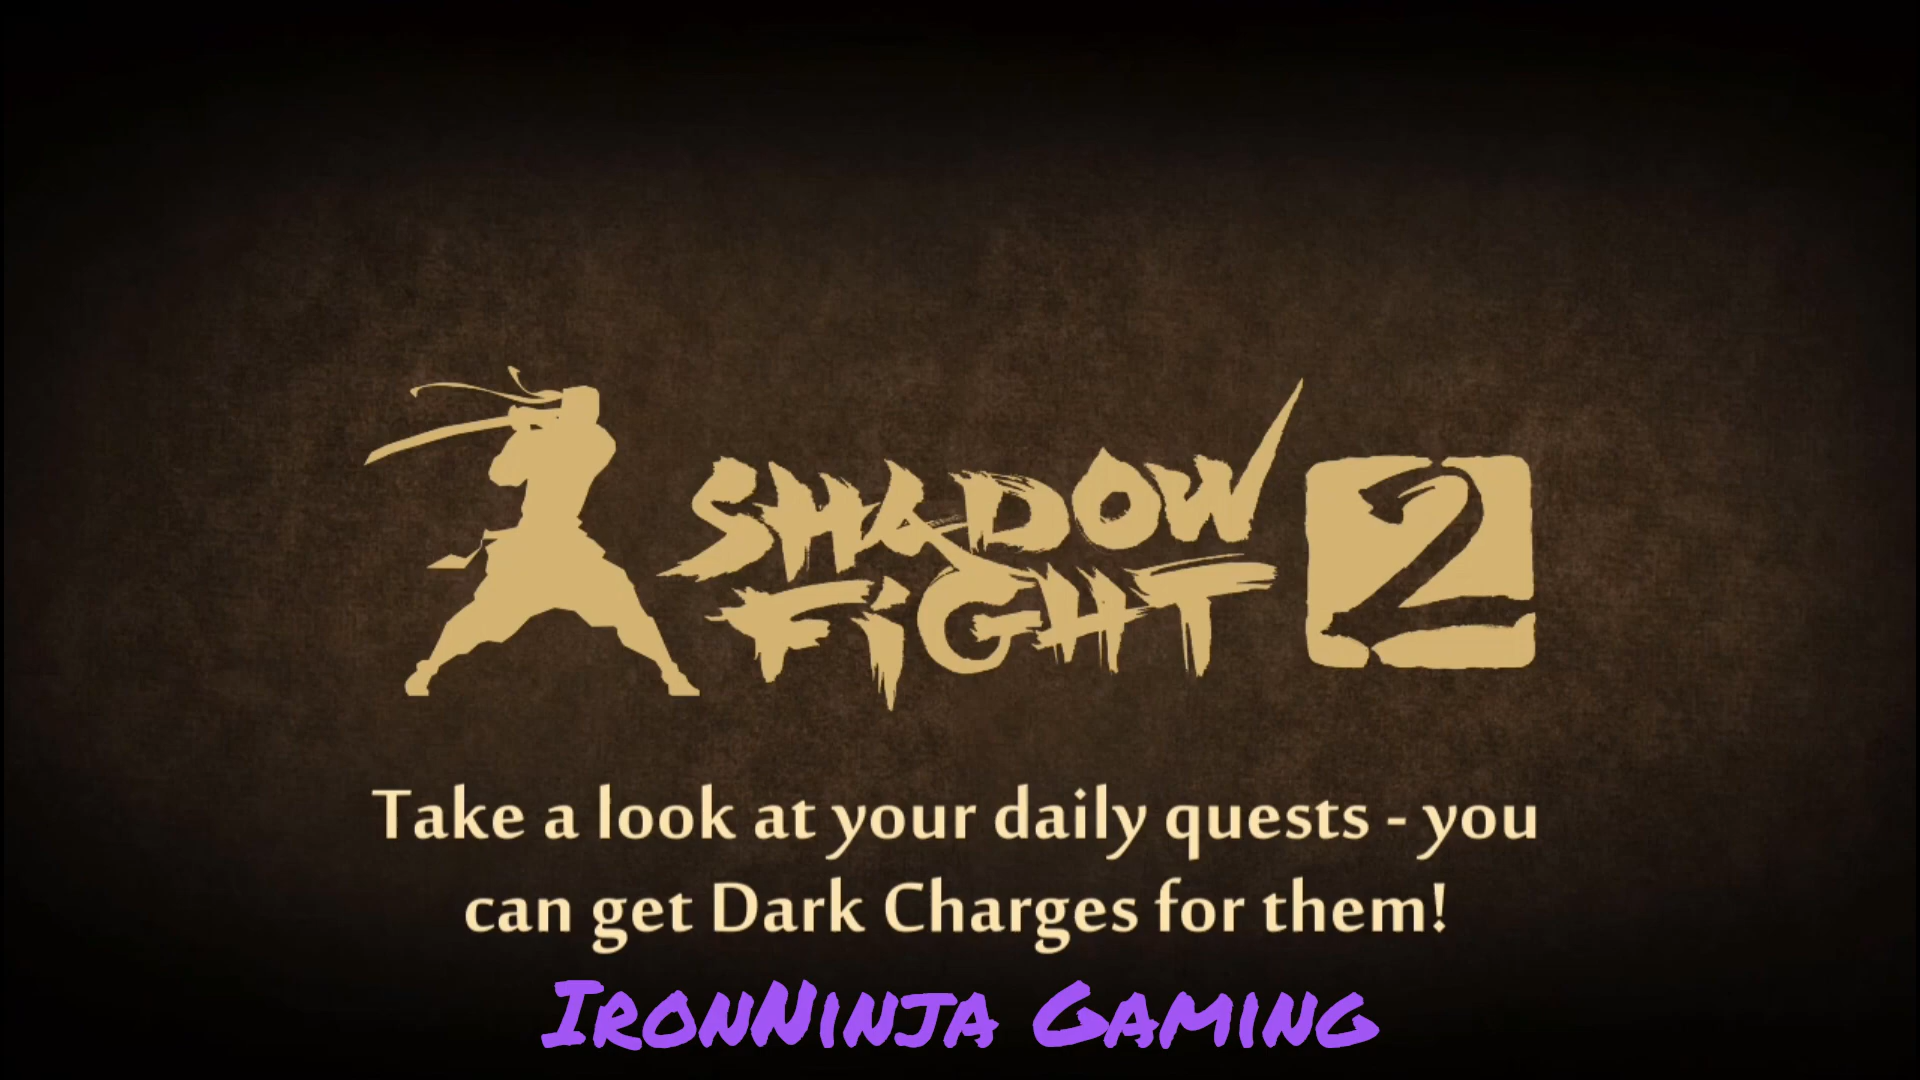 SHADOW
FiGHT 2
Take a look at your daily quests - you
can get Dark Charges for them!
IronNinja Gaming